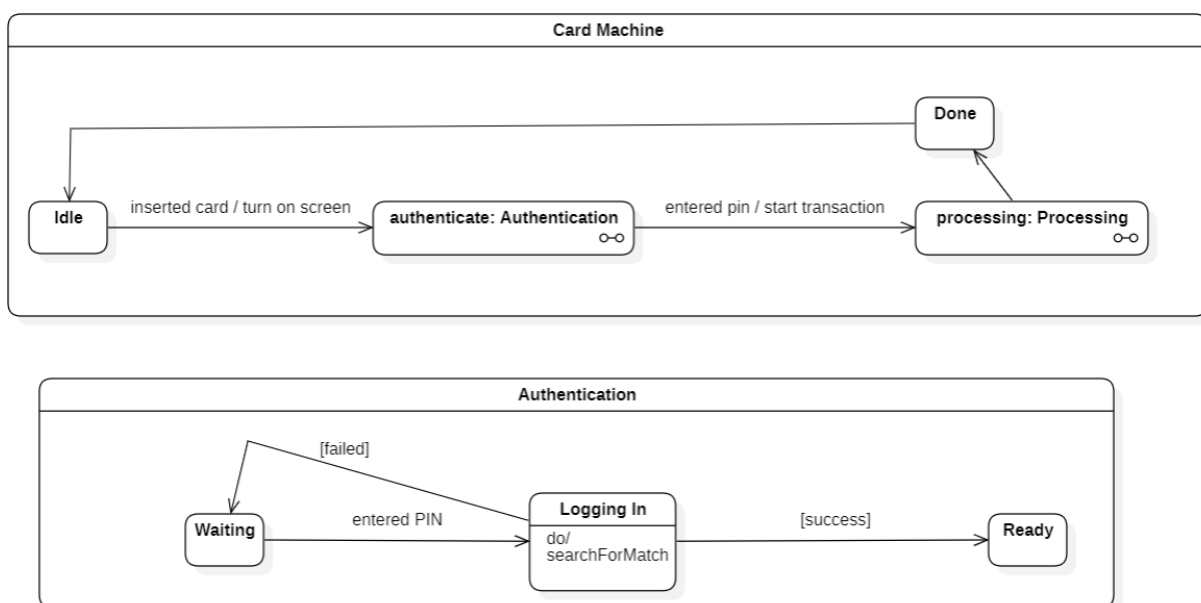 Card Machine
Done
Idle
inserted card / turn on screen
authenticate: Authentication
entered pin / start transaction
processing: Processing
Authentication
[failed]
Waiting
entered PIN
Logging In
do/
searchForMatch
[success]
Ready